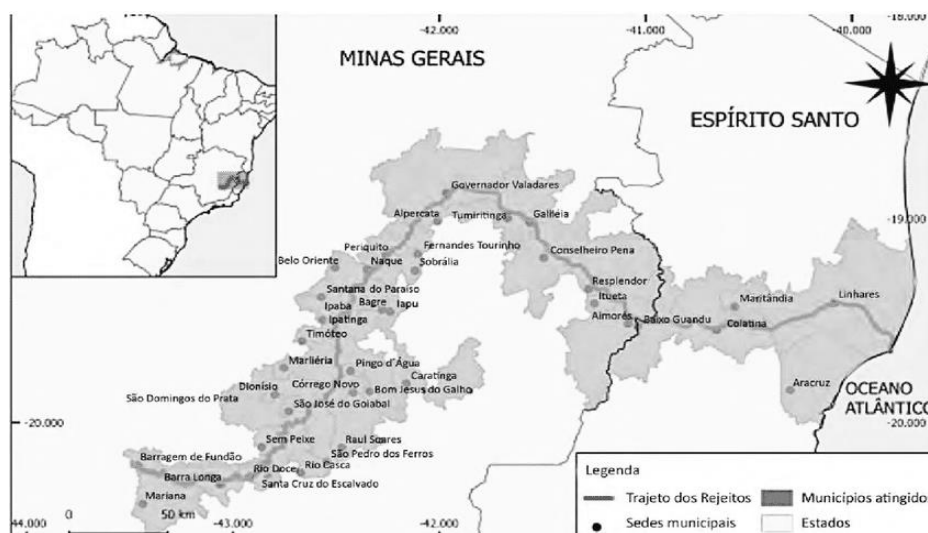 -42.000
-41.000
-40.000
MINAS GERAIS
ESPÍRITO SANTO
Governador Valadares
-19.000
Alpercata
Tumiritinga
Galiléia
Periquito
Fernandes Tourinho
Conselheiro Pena
Belo Oriente
Naque
Sobrália
Santana do Paraíso
Resplendor
Ipaba
Bagre
Iapu
Itueta
Marilândia
Linhares
Ipatinga
Aimorés
Baixo Guandu
Colatina
Timóteo
Marliéria
Pingo d'Água
Caratinga
Dionísio
Córrego Novo
Bom Jesus do Galho
Aracruz
OCEANO
ATLÂNTICO
São Domingos do Prata
São José do Goiabal
-20.000
-20.000
Sem Peixe
Raul Soares
Barragem de Fundão
São Pedro dos Ferros
Rio Doce
Rio Casca
Barra Longa
Santa Cruz do Escalvado
Mariana
Legenda
Trajeto dos Rejeitos
Municípios atingido
Sedes municipais
Estados
44.000
0
50 km
-43.000
-42.000